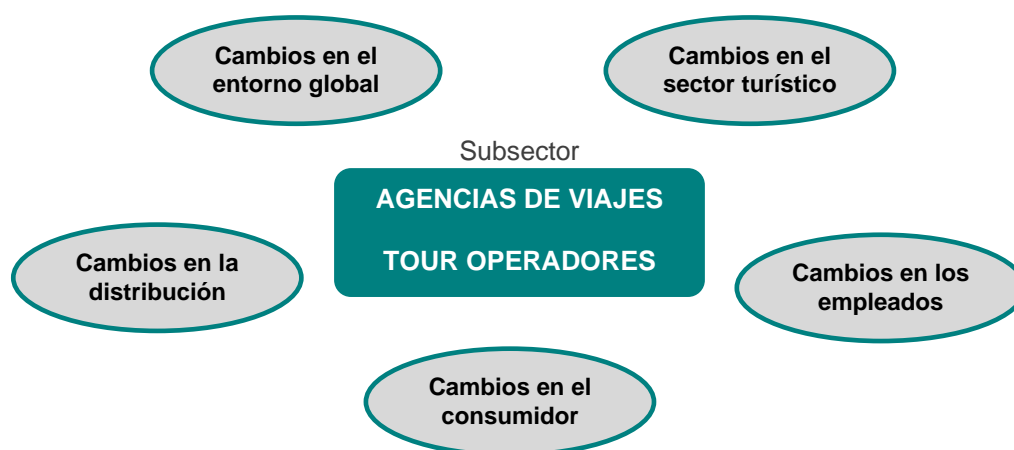 Cambios en el
entorno global
Cambios en el
sector turístico
Subsector
AGENCIAS DE VIAJES
TOUR OPERADORES
Cambios en la
distribución
Cambios en los
empleados
Cambios en el
consumidor